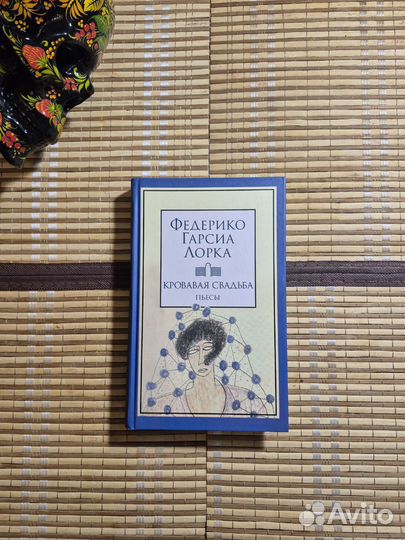 Федерико
Гарсиа
Лорка
кровавая свадьба
пьесы
Avito